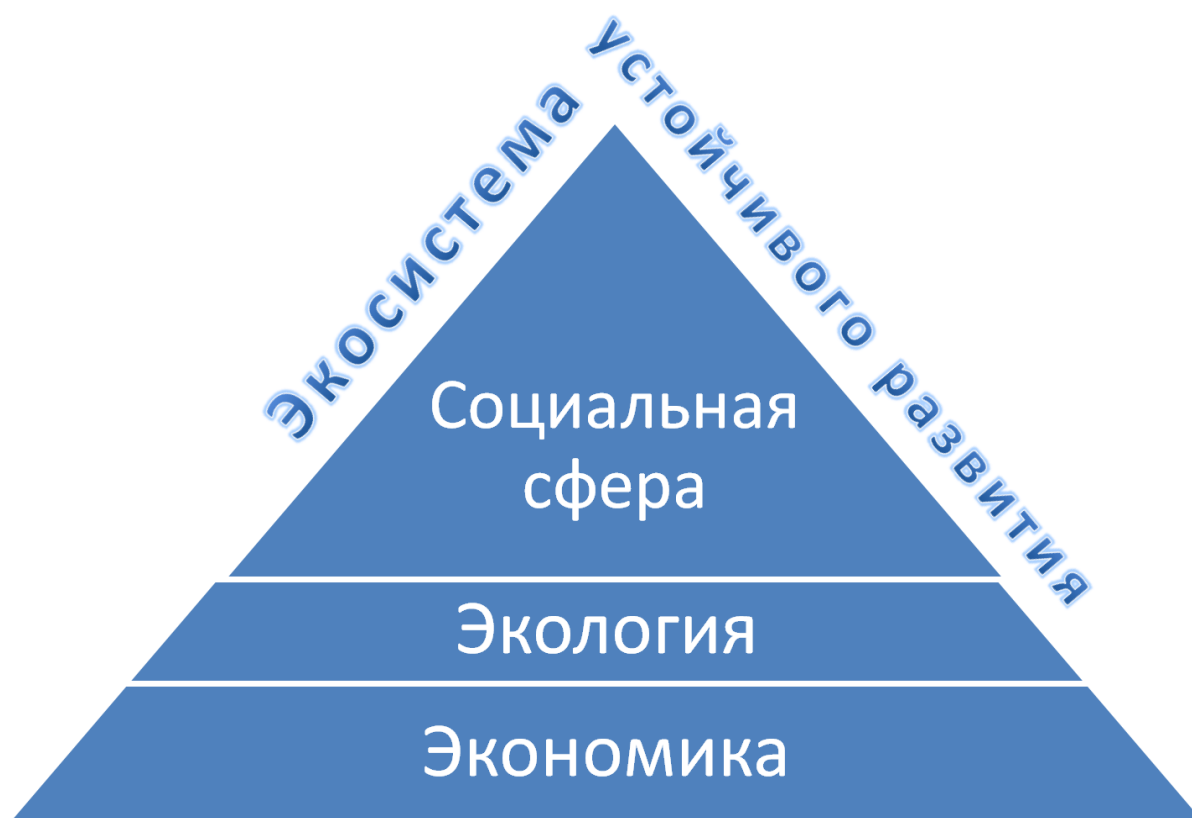 Экосистема
устойчивого развития
Социальная
сфера
Экология
Экономика